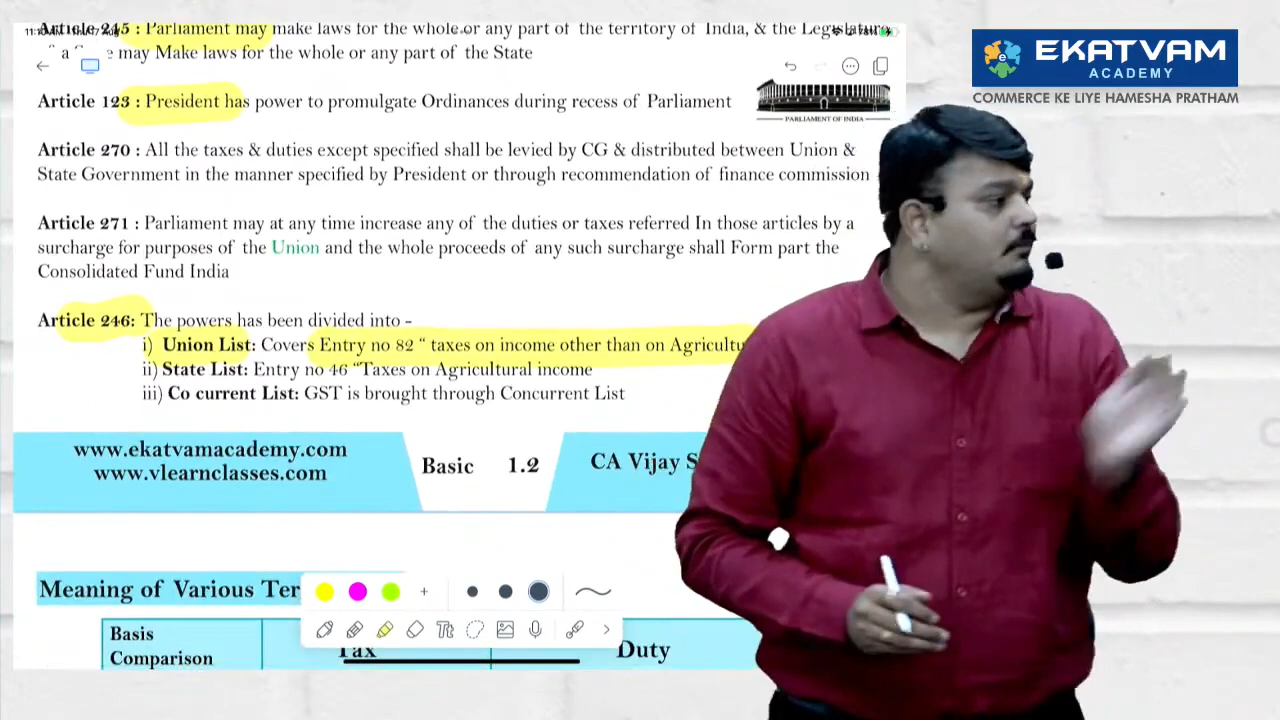 Article 245 : Parliament may make laws for the whole or any part of the territory of India, & the Legislature
may Make laws for the whole or any part of the State
Article 123 : President has power to promulgate Ordinances during recess of Parliament
PARLIAMENT OF INDIA
Article 270 : All the taxes & duties except specified shall be levied by CG & distributed between Union &
State Government in the manner specified by President or through recommendation of finance commission
Article 271 : Parliament may at any time increase any of the duties or taxes referred In those articles by a
surcharge for purposes of the Union and the whole proceeds of any such surcharge shall Form part the
Consolidated Fund India
Article 246: The powers has been divided into -
i) Union List: Covers Entry no 82 “ taxes on income other than on Agricultu
ii) State List: Entry no 46 “Taxes on Agricultural income
iii) Co current List: GST is brought through Concurrent List
www.ekatvamacademy.com
www.vlearnclasses.com
Basic 1.2
CA Vijay S
Meaning of Various Ter
Basis
Comparison
Tax
Duty
EKATVAM
ACADEMY
COMMERCE KE LIYE HAMESHA PRATHAM